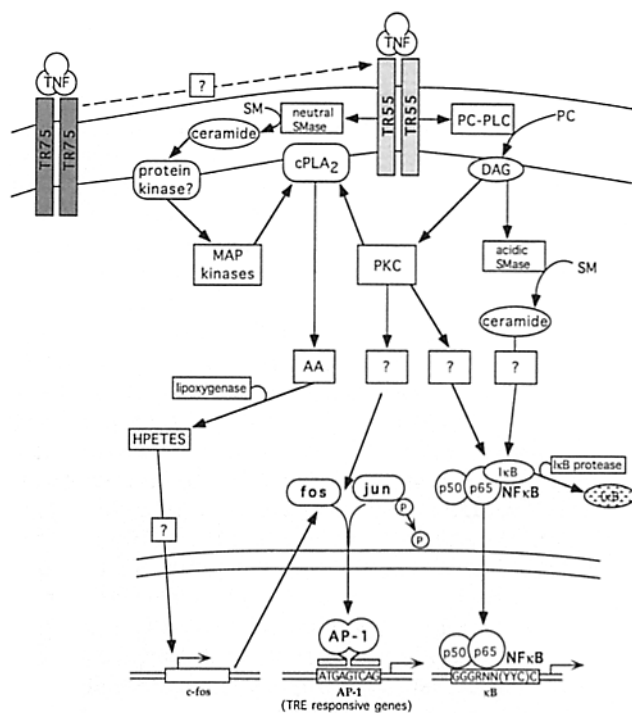 TNF
TNF
?
TR75
TR75
TR55
TR55
SM
neutral
SMase
PC-PLC
PC
ceramide
cPLA2
DAG
protein
kinase?
MAP
kinases
PKC
acidic
SMase
SM
ceramide
AA
?
?
?
lipoxygenase
HPETES
IκB
IκB protease
p50
p65
NFκB
IκB
fos
jun
P
P
?
AP-1
p50
p65
NFκB
ATGAGTCAG
GGGRNN(YYC)C
c-fos
AP-1
κB
(TRE responsive genes)